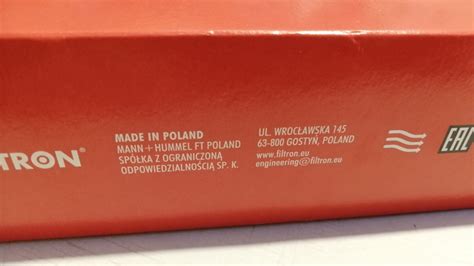 TRON®
MADE IN POLAND
MANN+HUMMEL FT POLAND
SPÓŁKA Z OGRANICZONĄ
ODPOWIEDZIALNOŚCIĄ SP. K.
UL. WROCŁAWSKA 145
63-800 GOSTYŃ, POLAND
www.filtron.eu
engineering@filtron.eu
EAC